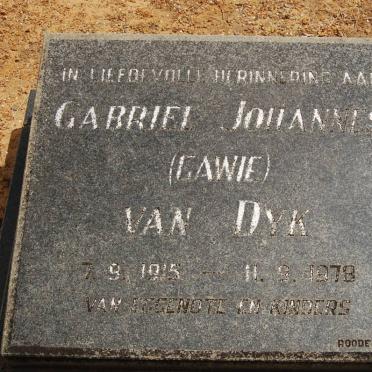 IN LIEFDEVOLLE HERINNERING AAN
GABRIEL JOHANNES
(GAWIE)
VAN DYK
7.9.1915 — 11.9.1978
VAN EGGENOTE EN KINDERS
ROODE